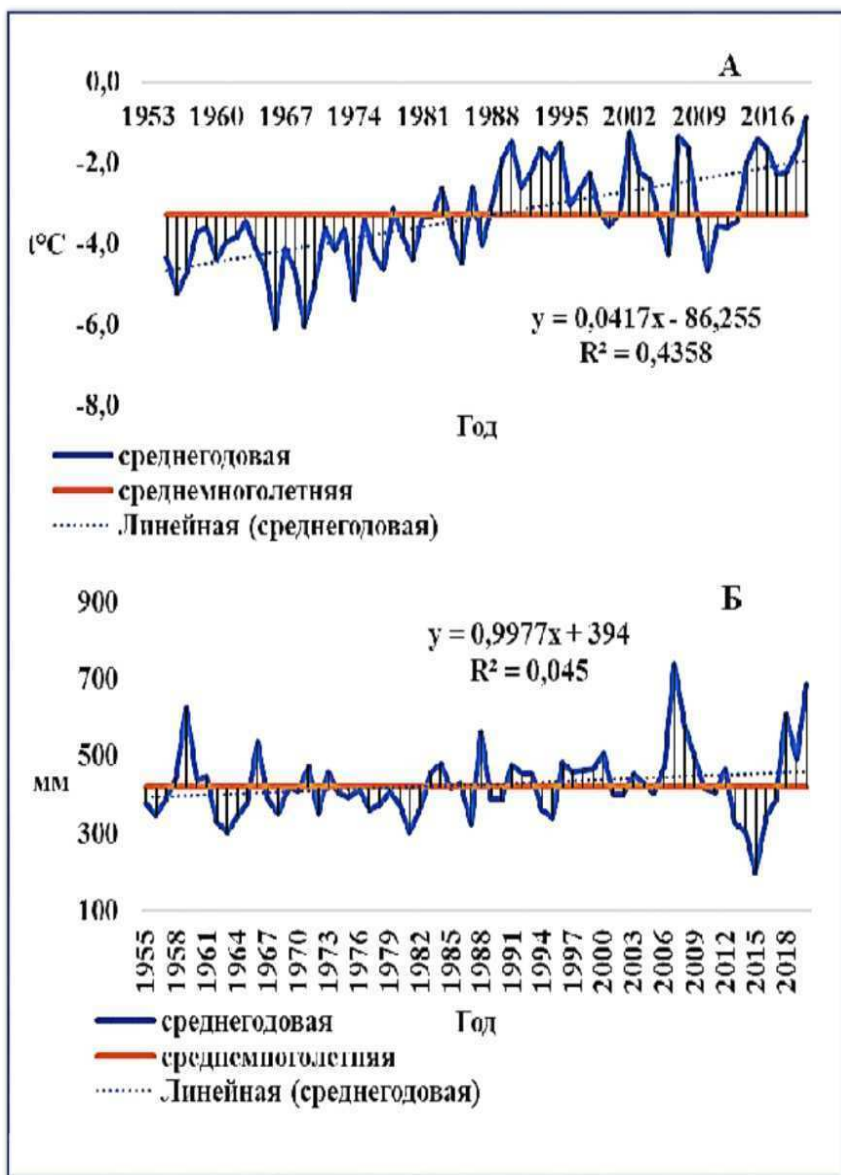 А
0,0
1953 1960 1967 1974 1981 1988 1995 2002 2009 2016
-2,0
t°C
-4,0
-6,0
y = 0,0417x - 86,255
R² = 0,4358
-8,0
Год
среднегодовая
среднемноголетняя
Линейная (среднегодовая)
Б
900
y = 0,9977x + 394
R² = 0,045
700
500
мм
300
100
1955 1958 1961 1964 1967 1970 1973 1976 1979 1982 1985 1988 1991 1994 1997 2000 2003 2006 2009 2012 2015 2018
Год
среднегодовая
среднемноголетняя
Линейная (среднегодовая)